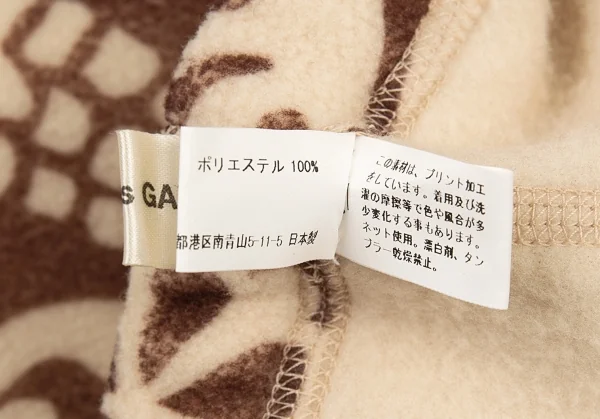 S GA
ポリエステル 100%
都港区南青山5-11-5 日本製
この素材は、プリント加工
をしています。着用及び洗
濯の摩擦等で色や風合が多
少変化する事もあります。
ネット使用。漂白剤、タン
ブラー乾燥禁止。